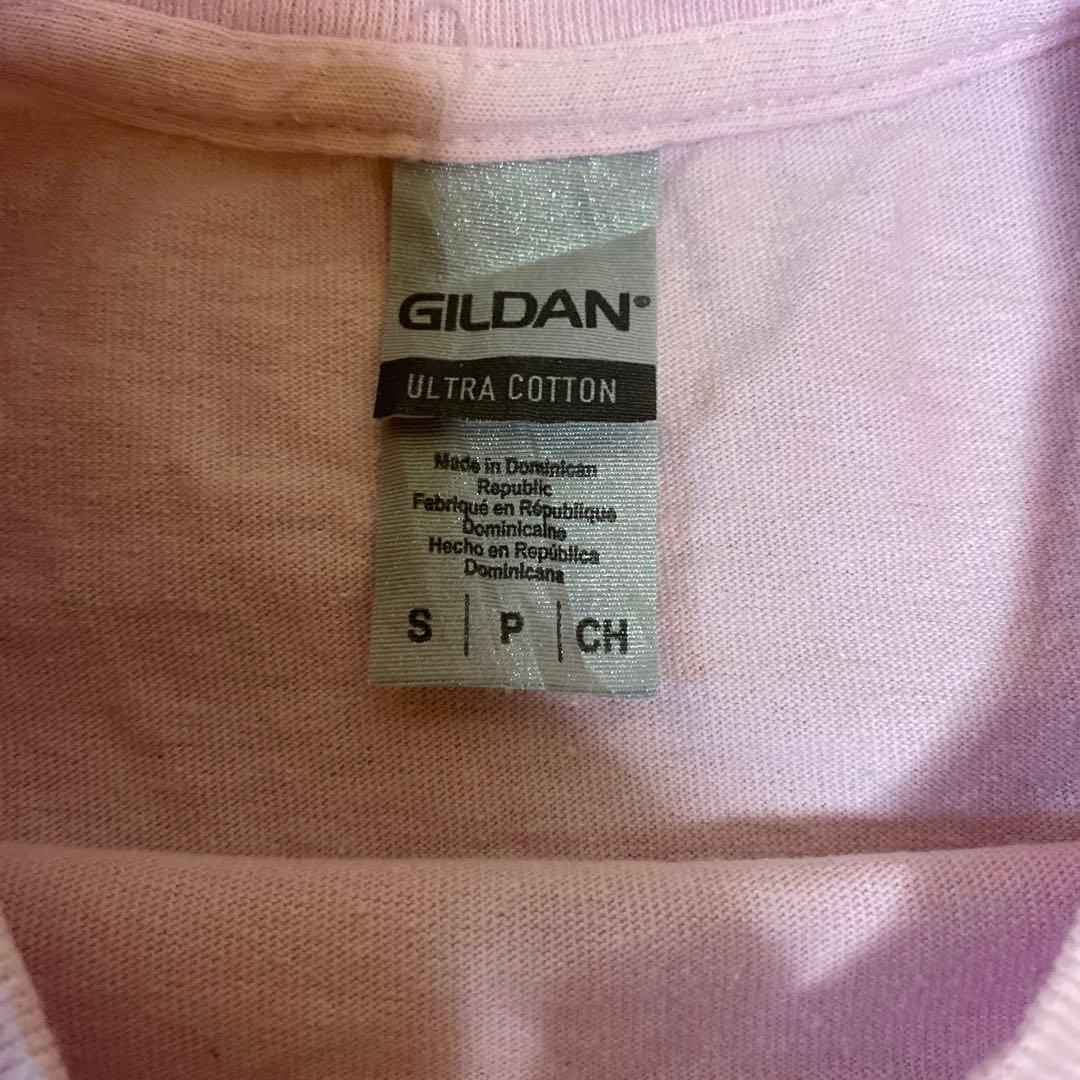 GILDAN®
ULTRA COTTON
Made in Dominican
Republic
Fabriqué en République
Dominicaine
Hecho en República
Dominicana
S | P | CH